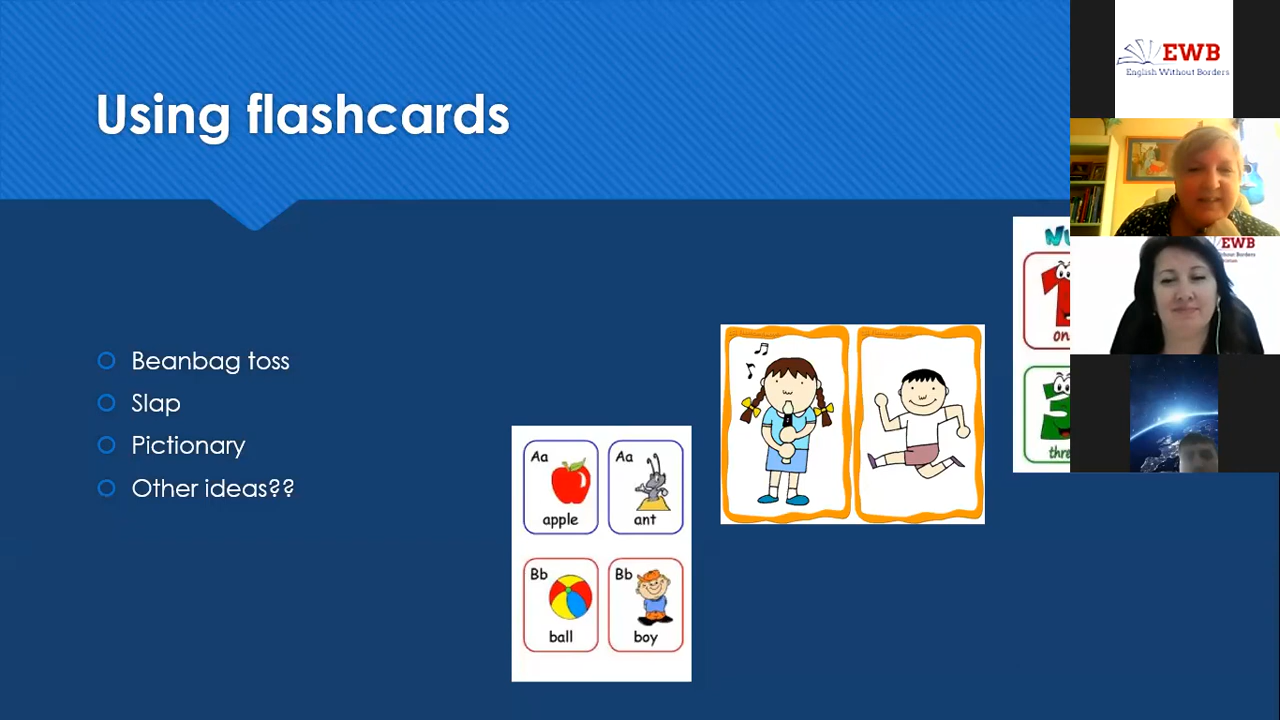 Using flashcards
Beanbag toss
Slap
Pictionary
Other ideas??
Aa
apple
Aa
ant
Bb
ball
Bb
boy
EWB
English Without Borders
EWB